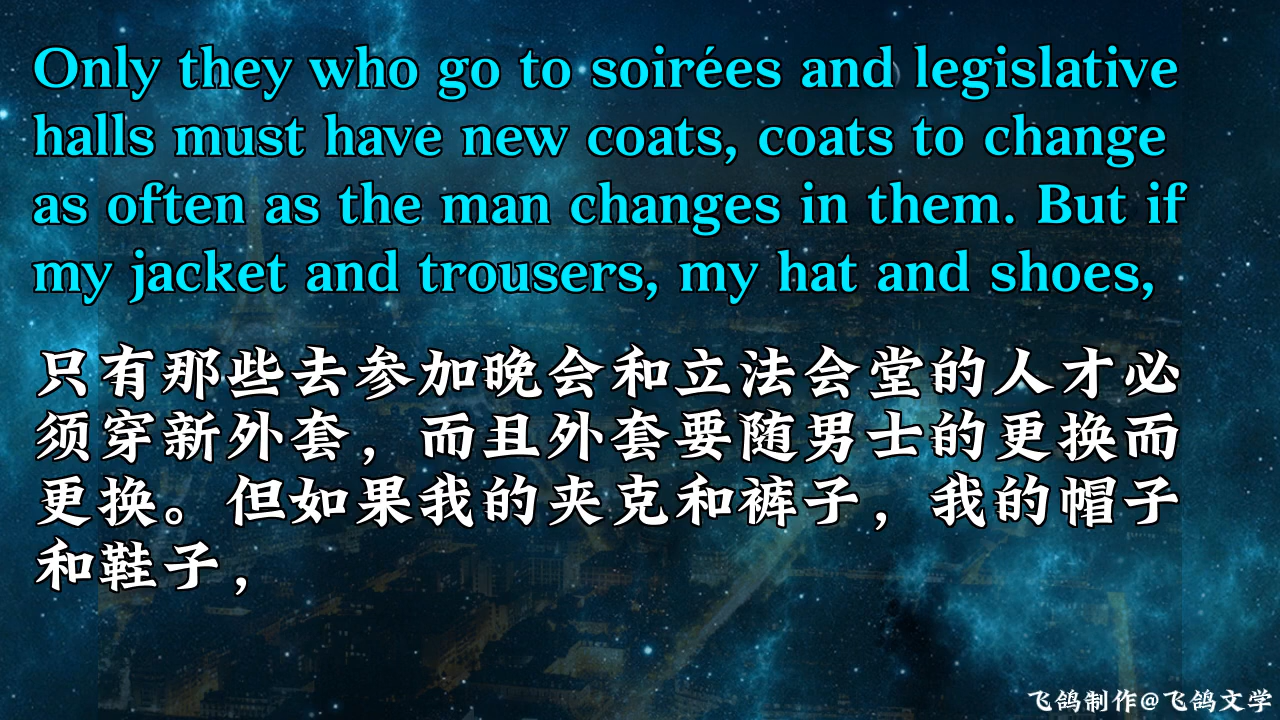 Only they who go to soirées and legislative
halls must have new coats, coats to change
as often as the man changes in them. But if
my jacket and trousers, my hat and shoes,
只有那些去参加晚会和立法会堂的人才必
须穿新外套，而且外套要随男士的更换而
更换。但如果我的夹克和裤子，我的帽子
和鞋子，
飞鸽制作@飞鸽文学